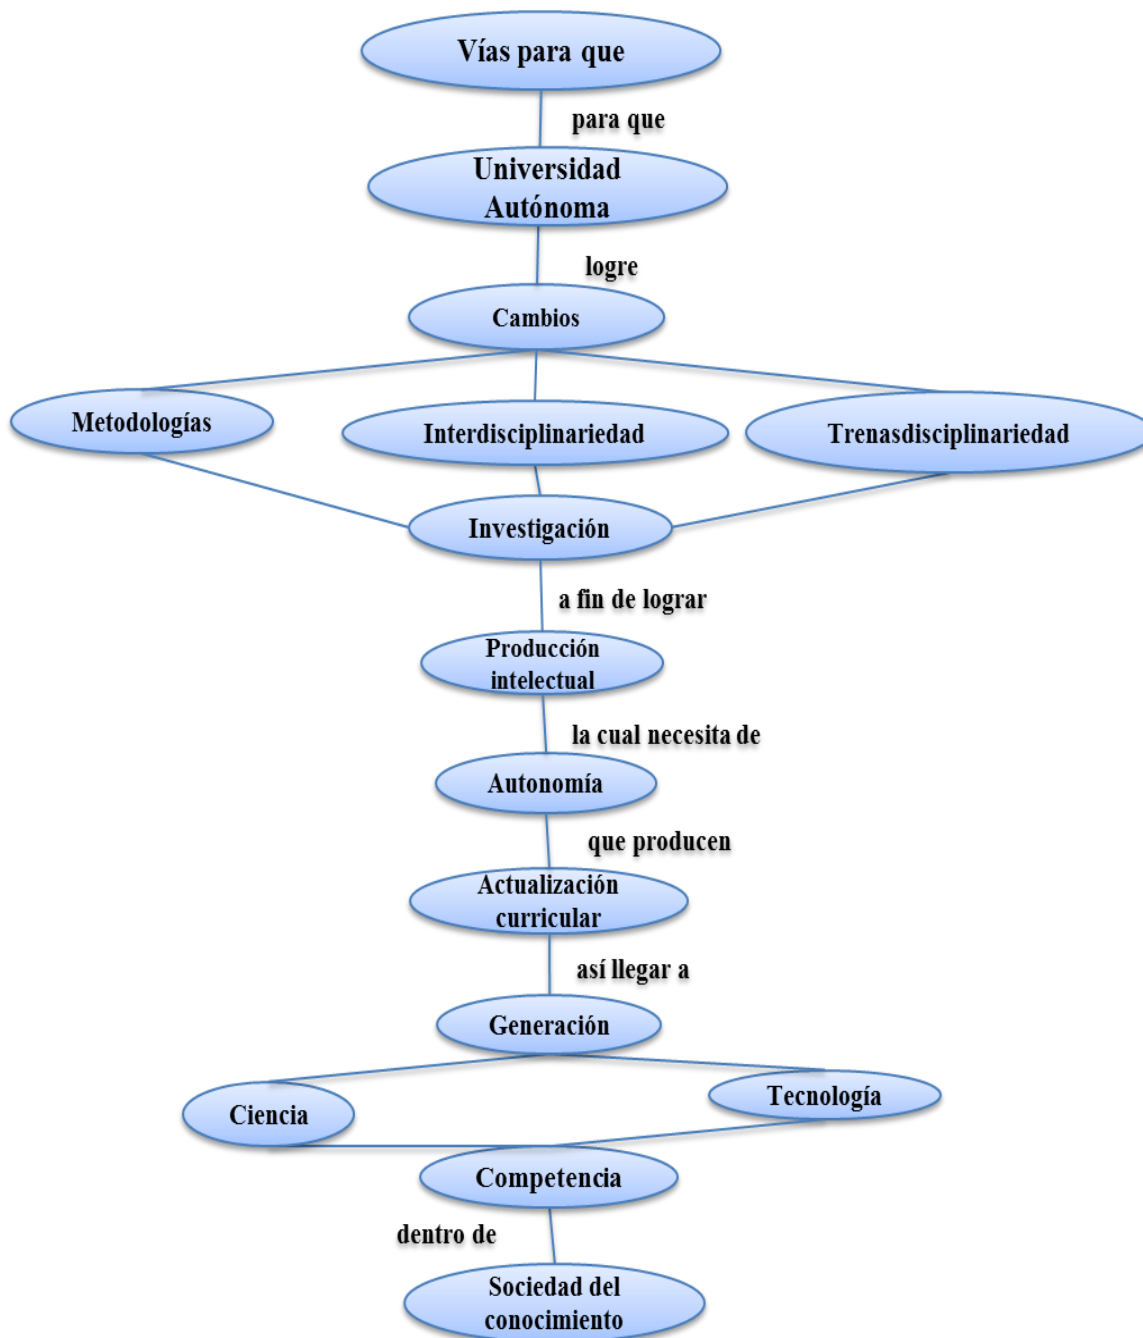 Vías para que
para que
Universidad
Autónoma
logre
Cambios
Metodologías
Interdisciplinariedad
Trenasdisciplinariedad
Investigación
a fin de lograr
Producción
intelectual
la cual necesita de
Autonomía
que producen
Actualización
curricular
así llegar a
Generación
Ciencia
Tecnología
Competencia
dentro de
Sociedad del
conocimiento